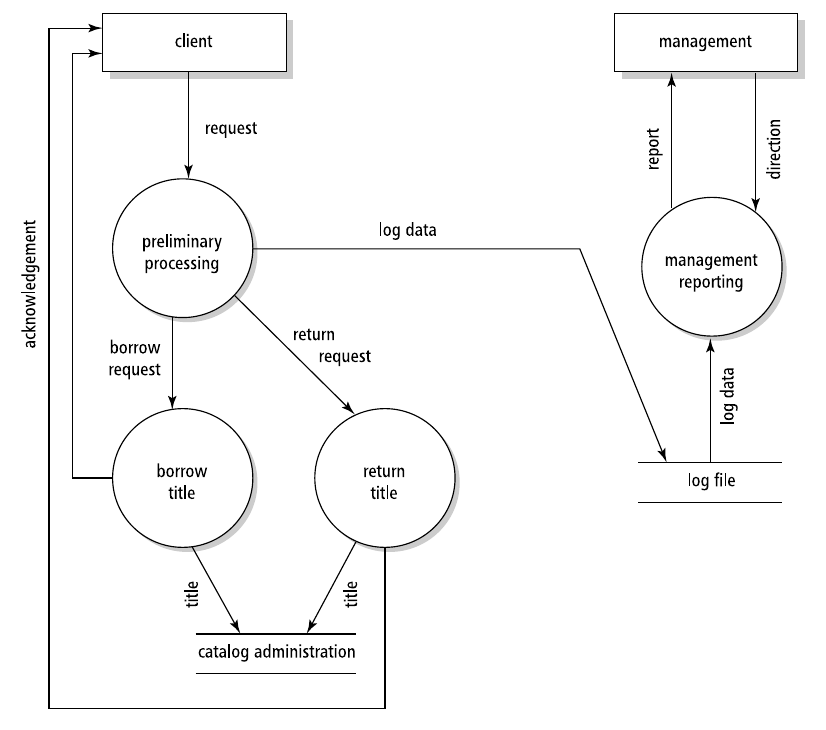 client
management
request
report
direction
acknowledgement
preliminary
processing
log data
management
reporting
borrow
request
return
request
log data
borrow
title
return
title
log file
title
title
catalog administration